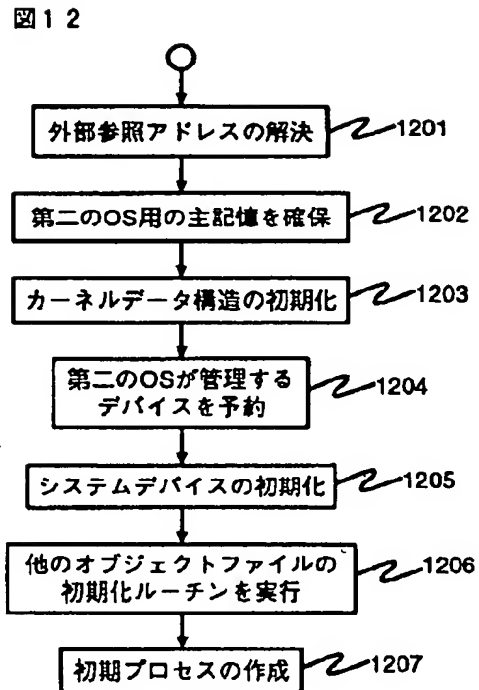 図12
外部参照アドレスの解決
1201
第二のOS用の主記憶を確保
1202
カーネルデータ構造の初期化
1203
第二のOSが管理する
デバイスを予約
1204
システムデバイスの初期化
1205
他のオブジェクトファイルの
初期化ルーチンを実行
1206
初期プロセスの作成
1207